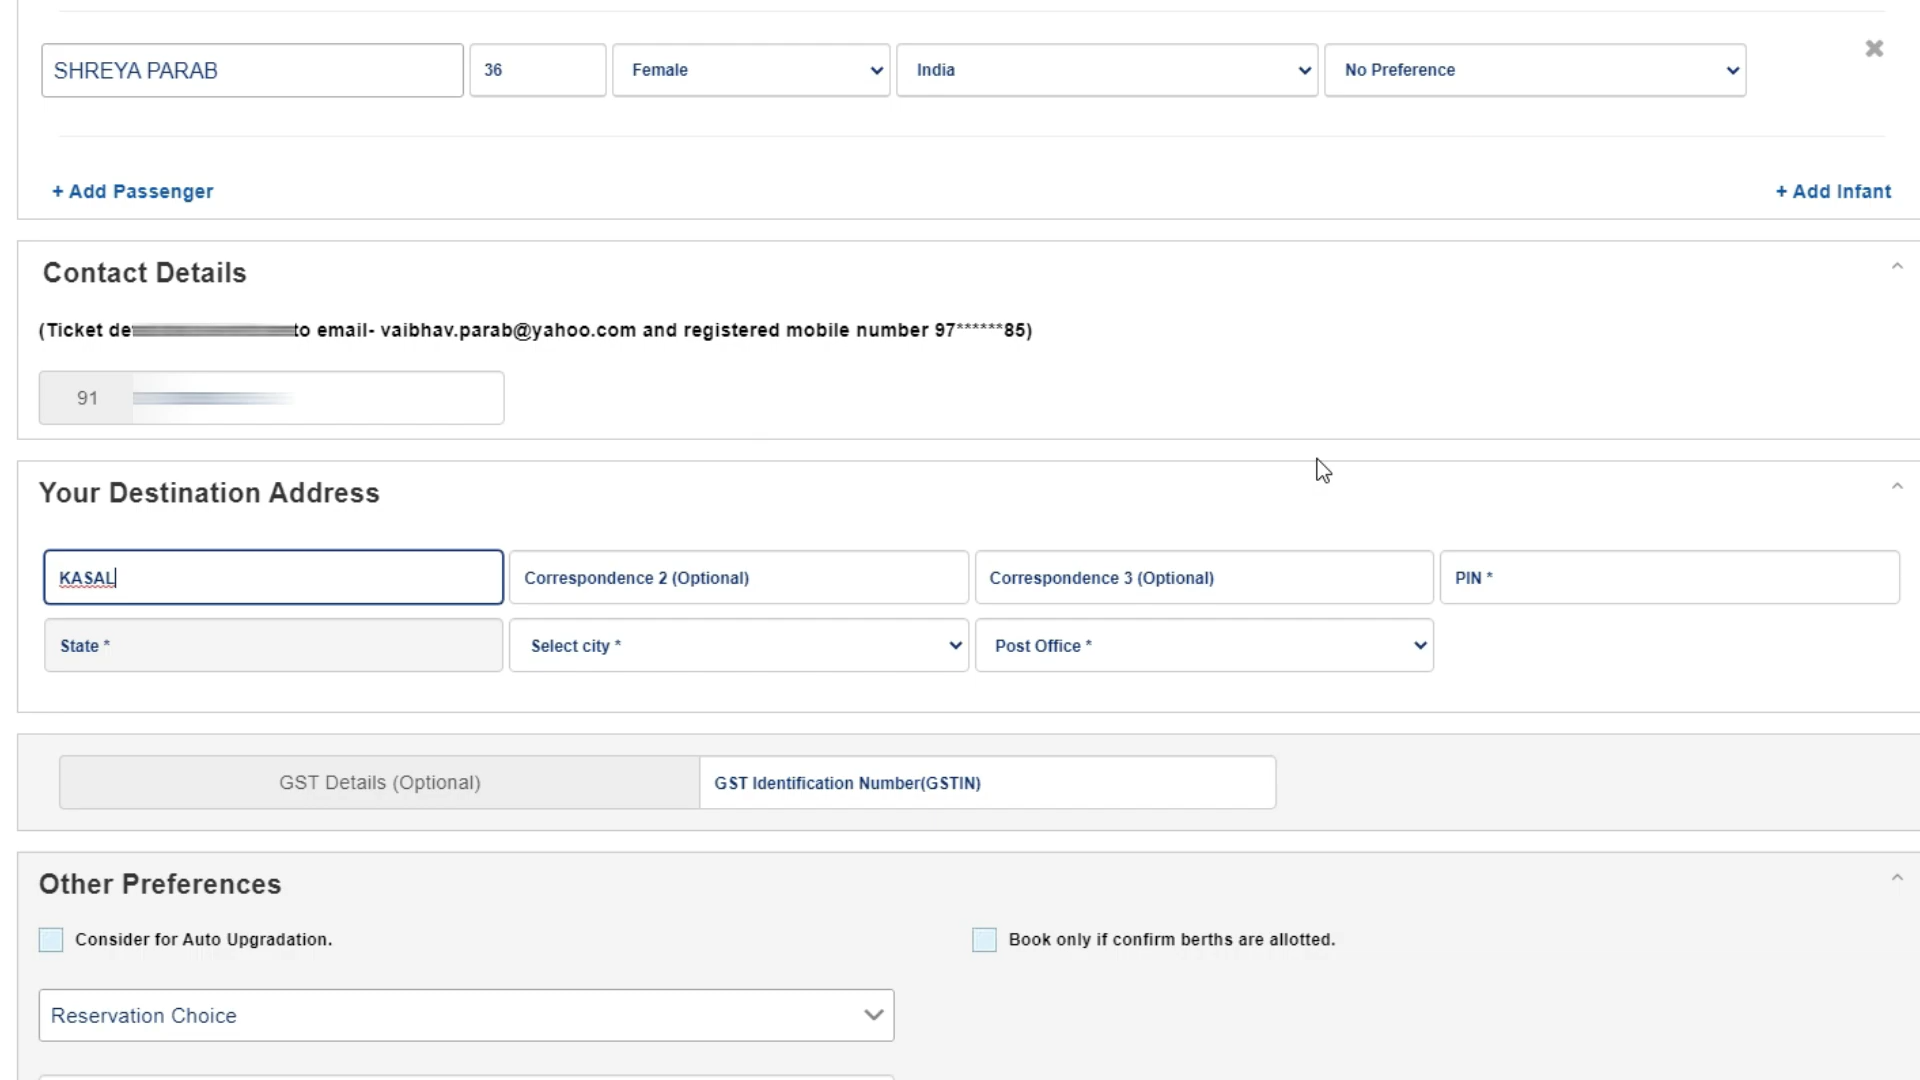 SHREYA PARAB 36 Female India No Preference
+ Add Passenger + Add Infant
Contact Details
(Ticket de to email- vaibhav.parab@yahoo.com and registered mobile number 97******85)
91
Your Destination Address
KASAL Correspondence 2 (Optional) Correspondence 3 (Optional) PIN *
State * Select city * Post Office *
GST Details (Optional) GST Identification Number(GSTIN)
Other Preferences
Consider for Auto Upgradation. Book only if confirm berths are allotted.
Reservation Choice